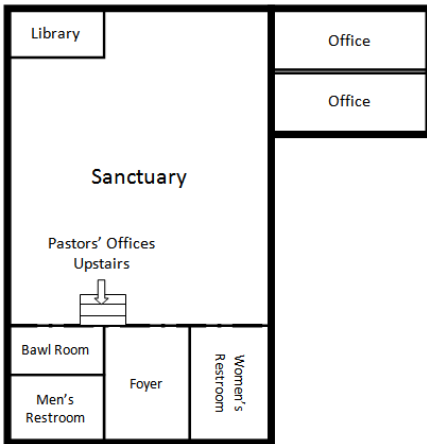 Library
Office
Office
Sanctuary
Pastors’ Offices
Upstairs
Bawl Room
Men’s
Restroom
Foyer
Women’s
Restroom